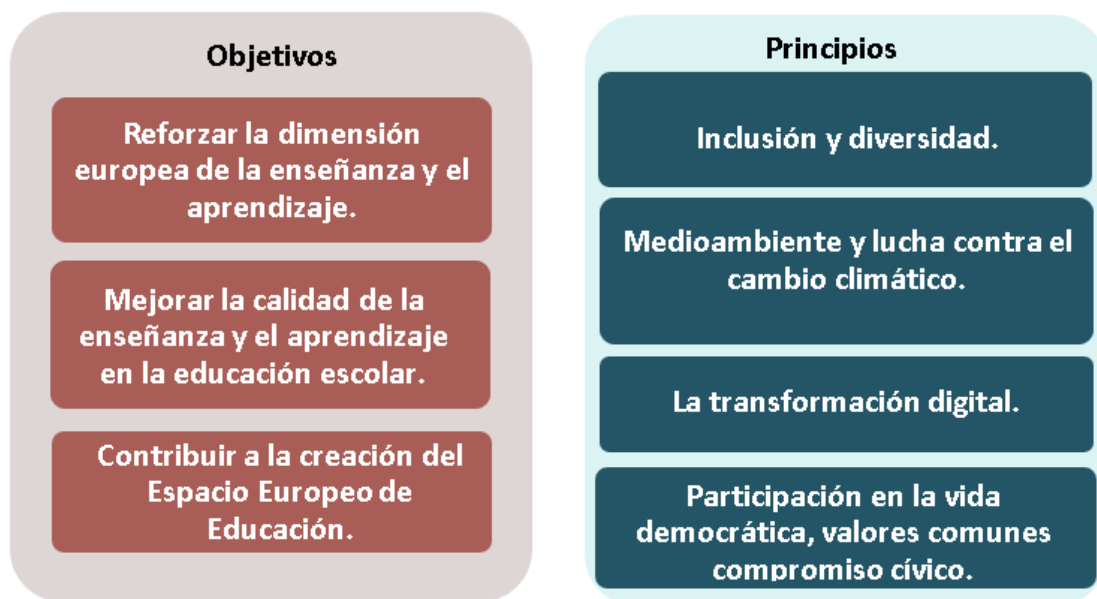 Objetivos
Reforzar la dimensión
europea de la enseñanza y el
aprendizaje.
Mejorar la calidad de la
enseñanza y el aprendizaje
en la educación escolar.
Contribuir a la creación del
Espacio Europeo de
Educación.
Principios
Inclusión y diversidad.
Medioambiente y lucha contra el
cambio climático.
La transformación digital.
Participación en la vida
democrática, valores comunes
compromiso cívico.